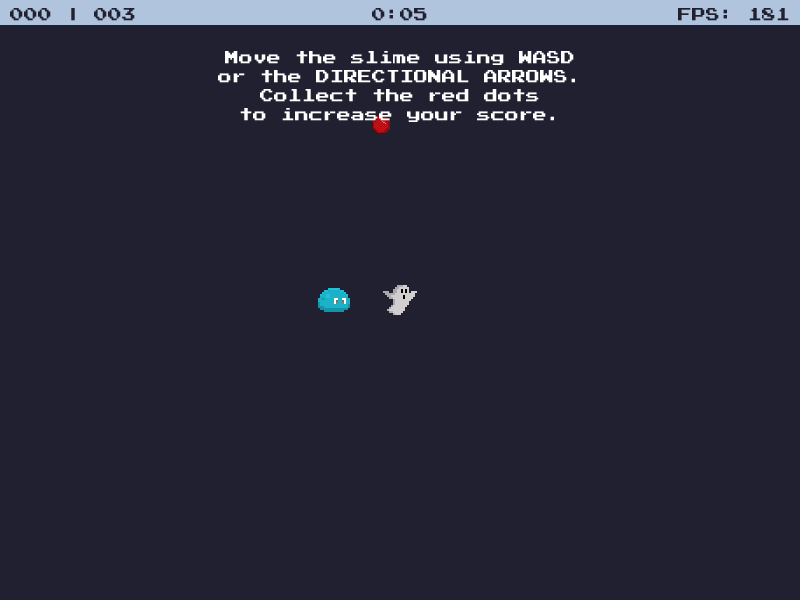 000 | 003
0:05
FPS: 181
Move the slime using WASD
or the DIRECTIONAL ARROWS.
Collect the red dots
to increase your score.